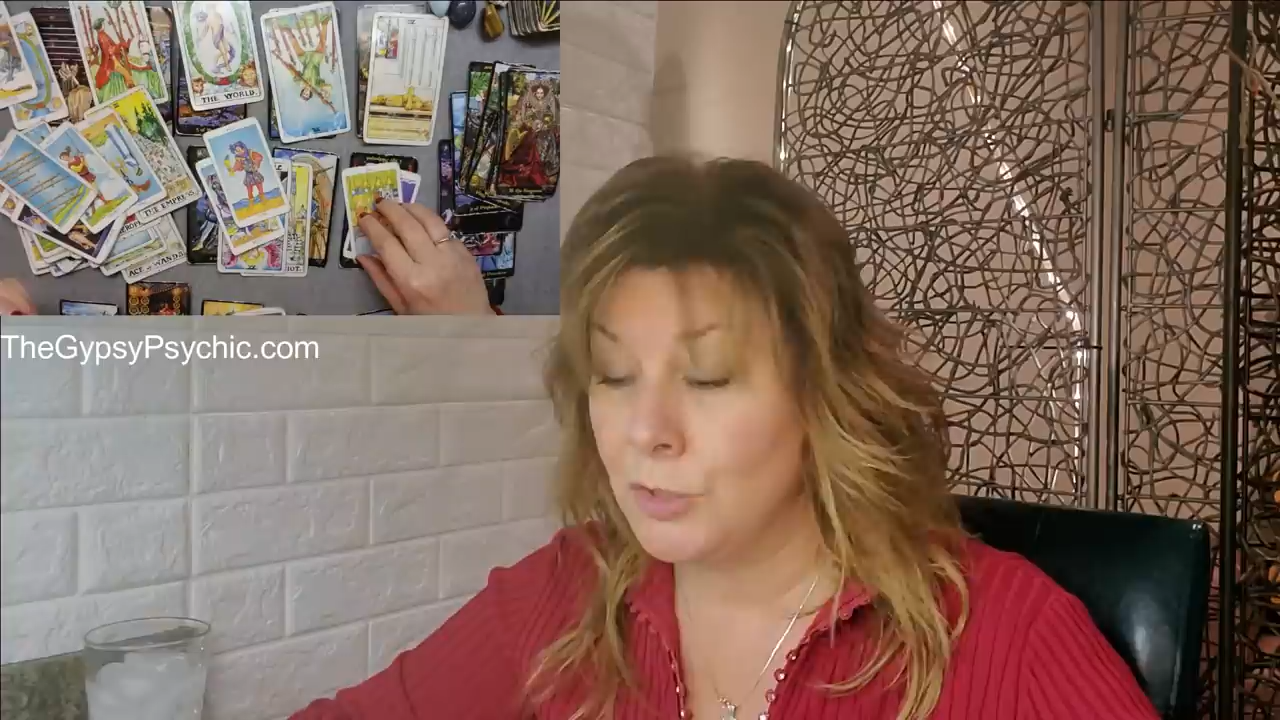 THE WORLD.
THE EMPRESS
ACE of WANDS
TheGypsyPsychic.com